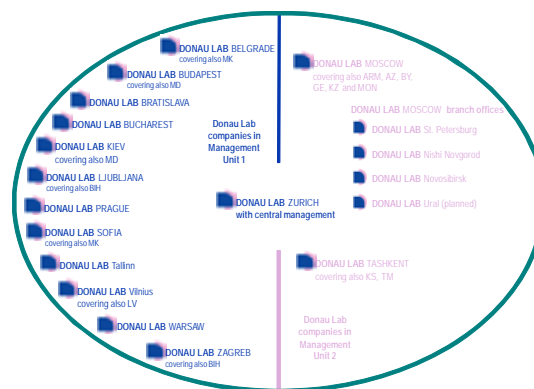 DONAU LAB BELGRADE
covering also MK
DONAU LAB BUDAPEST
covering also MD
DONAU LAB BRATISLAVA
DONAU LAB BUCHAREST
DONAU LAB KIEV
covering also MD
DONAU LAB LJUBLJANA
covering also BIH
DONAU LAB PRAGUE
DONAU LAB SOFIA
covering also MK
DONAU LAB Tallinn
DONAU LAB Vilnius
covering also LV
DONAU LAB WARSAW
DONAU LAB ZAGREB
covering also BIH
Donau Lab
companies in
Management
Unit 1
DONAU LAB ZURICH
with central management
DONAU LAB MOSCOW
covering also ARM, AZ, BY,
GE, KZ and MON
DONAU LAB MOSCOW branch offices
DONAU LAB St. Petersburg
DONAU LAB Nishi Novgorod
DONAU LAB Novosibirsk
DONAU LAB Ural (planned)
DONAU LAB TASHKENT
covering also KS, TM
Donau Lab
companies in
Management
Unit 2